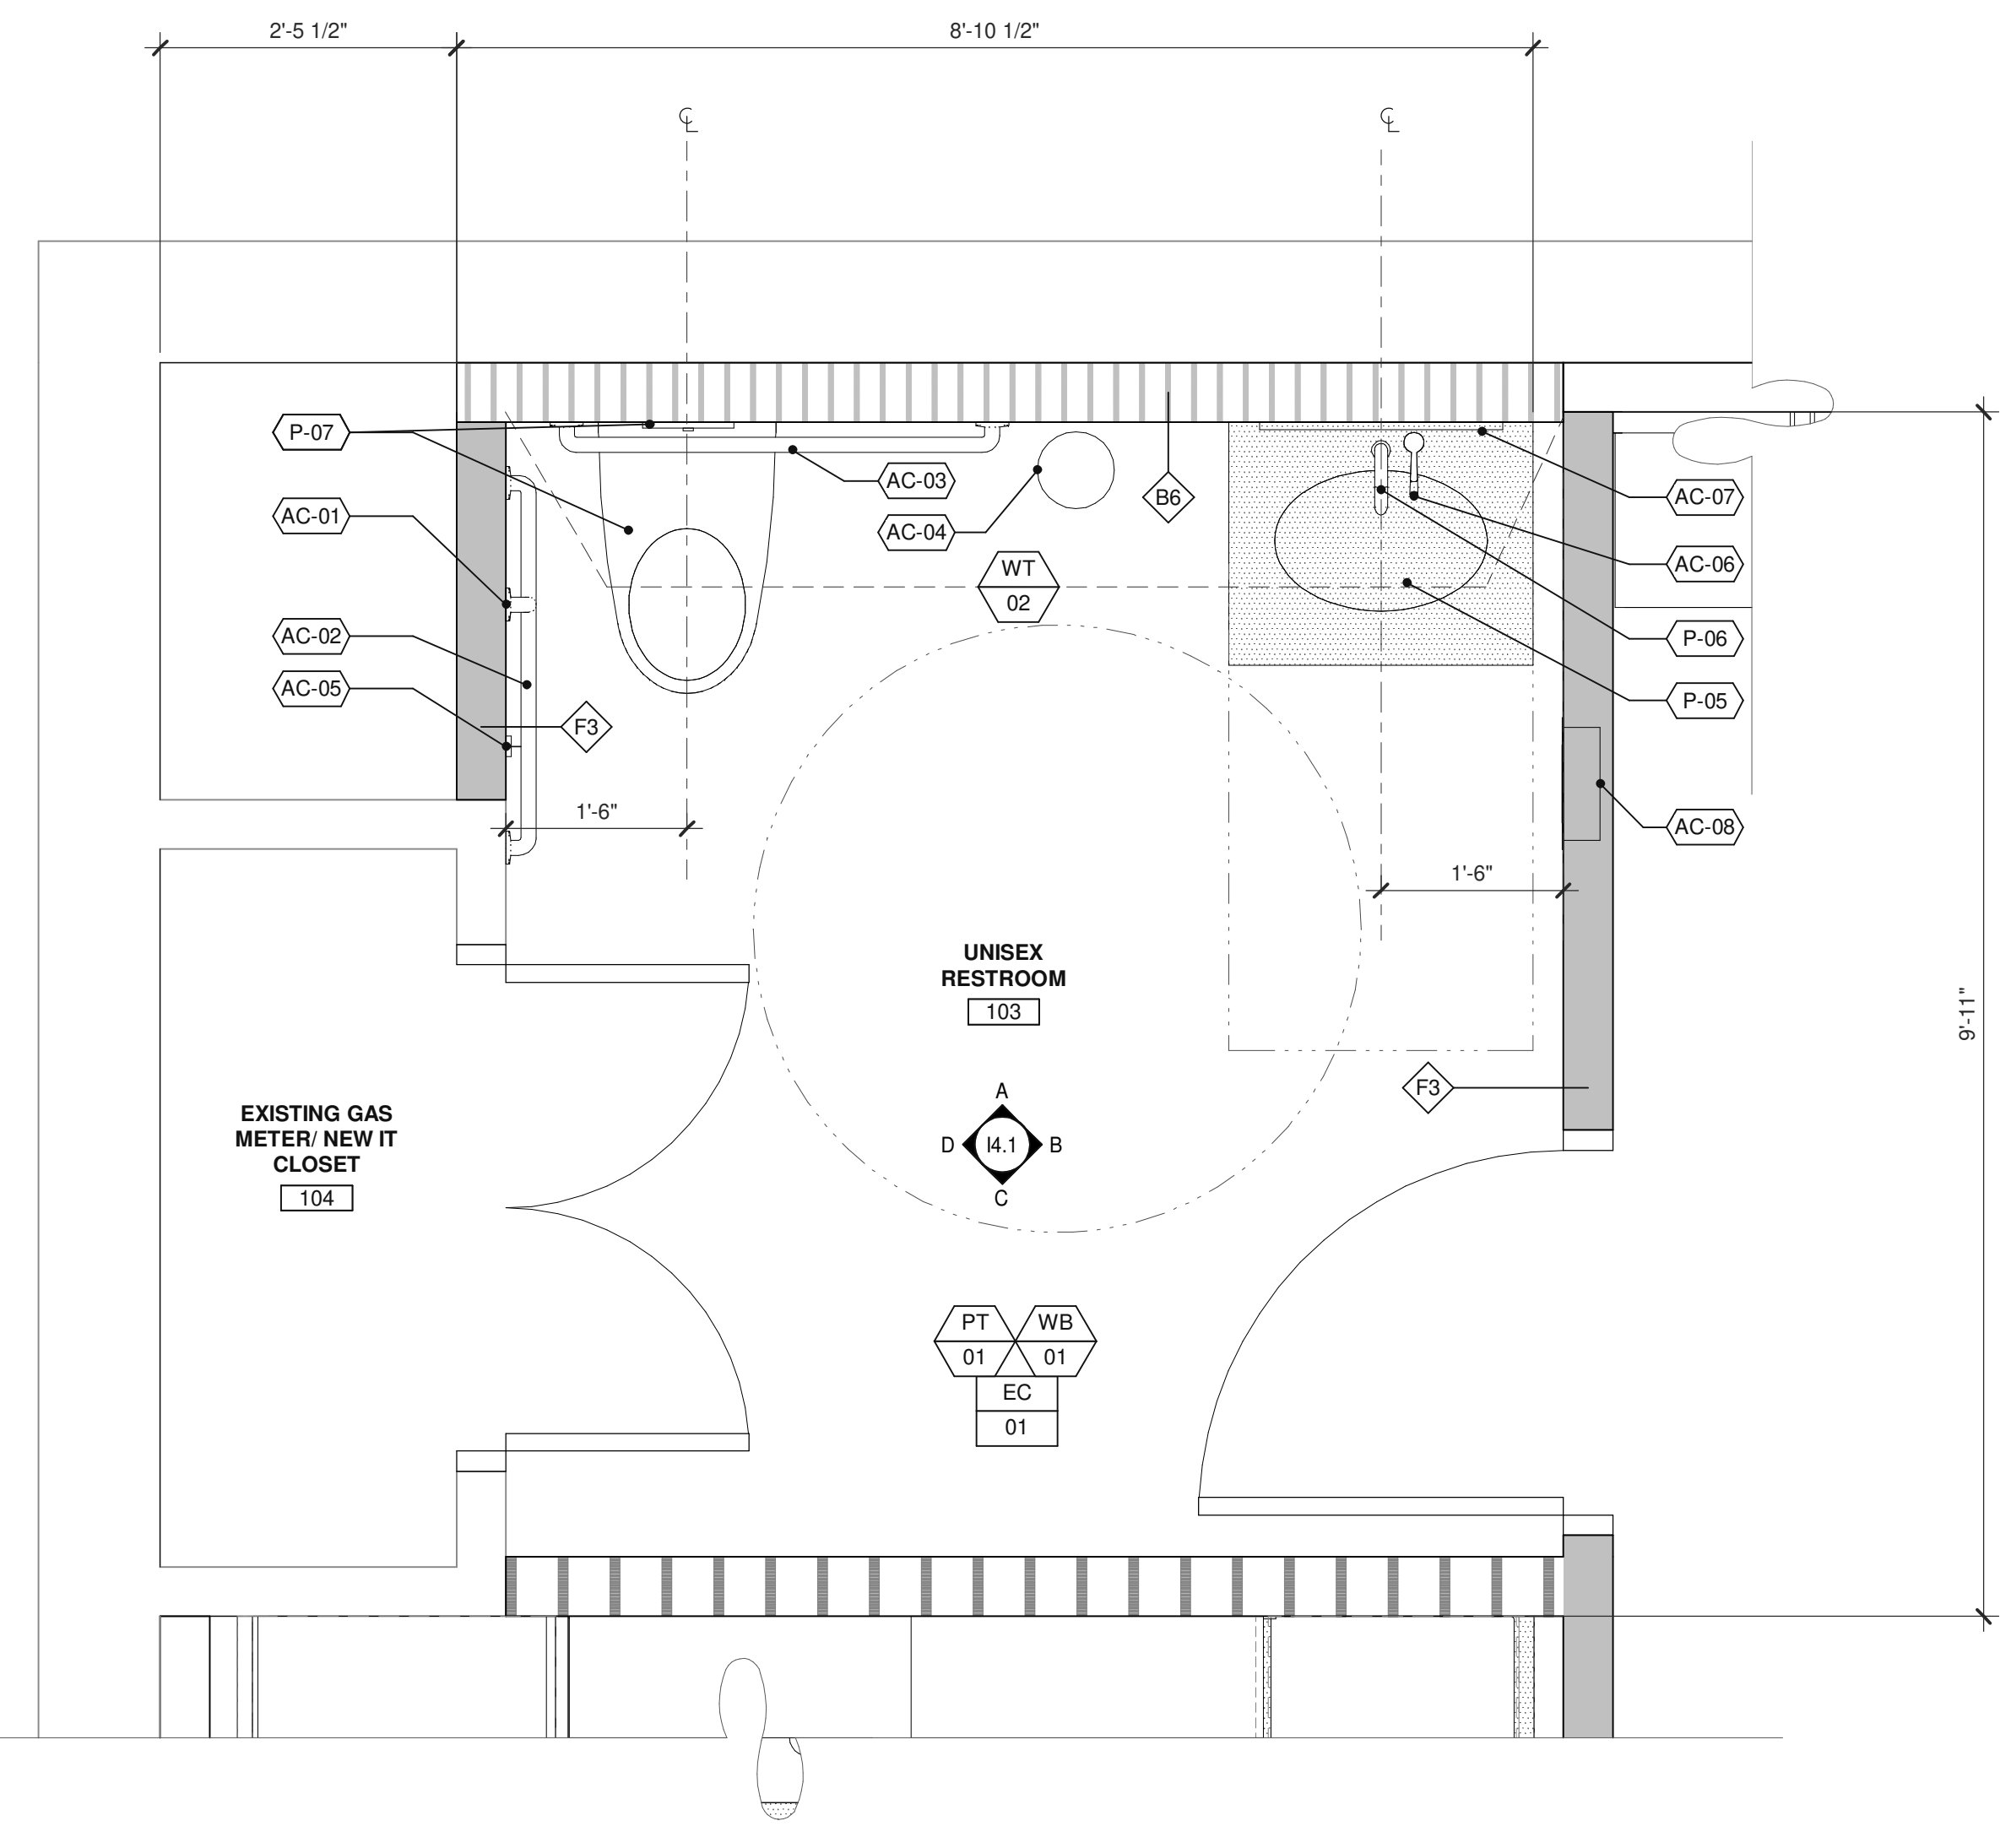 2'-5 1/2"
8'-10 1/2"
℄
℄
P-07
AC-03
AC-07
B6
AC-01
AC-04
AC-06
WT
02
AC-02
P-06
AC-05
P-05
F3
1'-6"
AC-08
1'-6"
UNISEX
RESTROOM
103
9'-11"
F3
EXISTING GAS
METER/ NEW IT
CLOSET
104
A
D
I4.1
B
C
PT
WB
01
01
EC
01